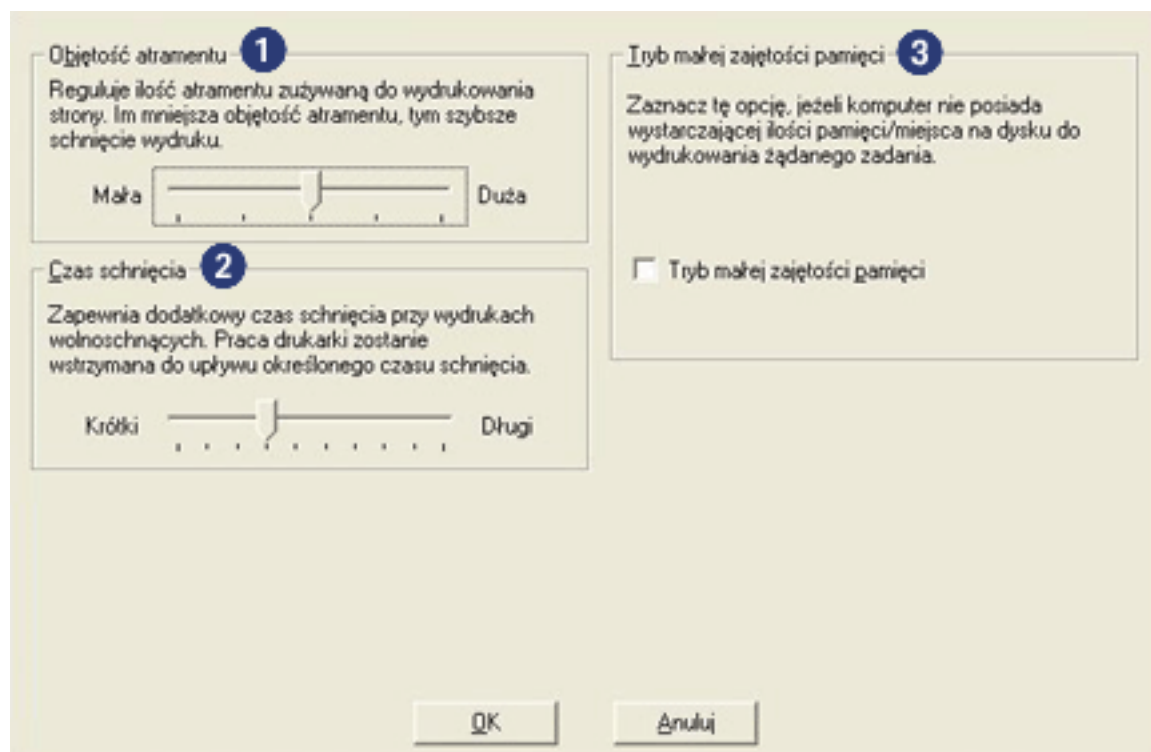 Objętość atramentu 1
Reguluje ilość atramentu zużywaną do wydrukowania
strony. Im mniejsza objętość atramentu, tym szybsze
schnięcie wydruku.
Mała Duża
Czas schnięcia 2
Zapewnia dodatkowy czas schnięcia przy wydrukach
wolnoschnących. Praca drukarki zostanie
wstrzymana do upływu określonego czasu schnięcia.
Krótki Długi
Tryb małej zajętości pamięci 3
Zaznacz tę opcję, jeżeli komputer nie posiada
wystarczającej ilości pamięci/miejsca na dysku do
wydrukowania żądanego zadania.
Tryb małej zajętości pamięci
OK Anuluj